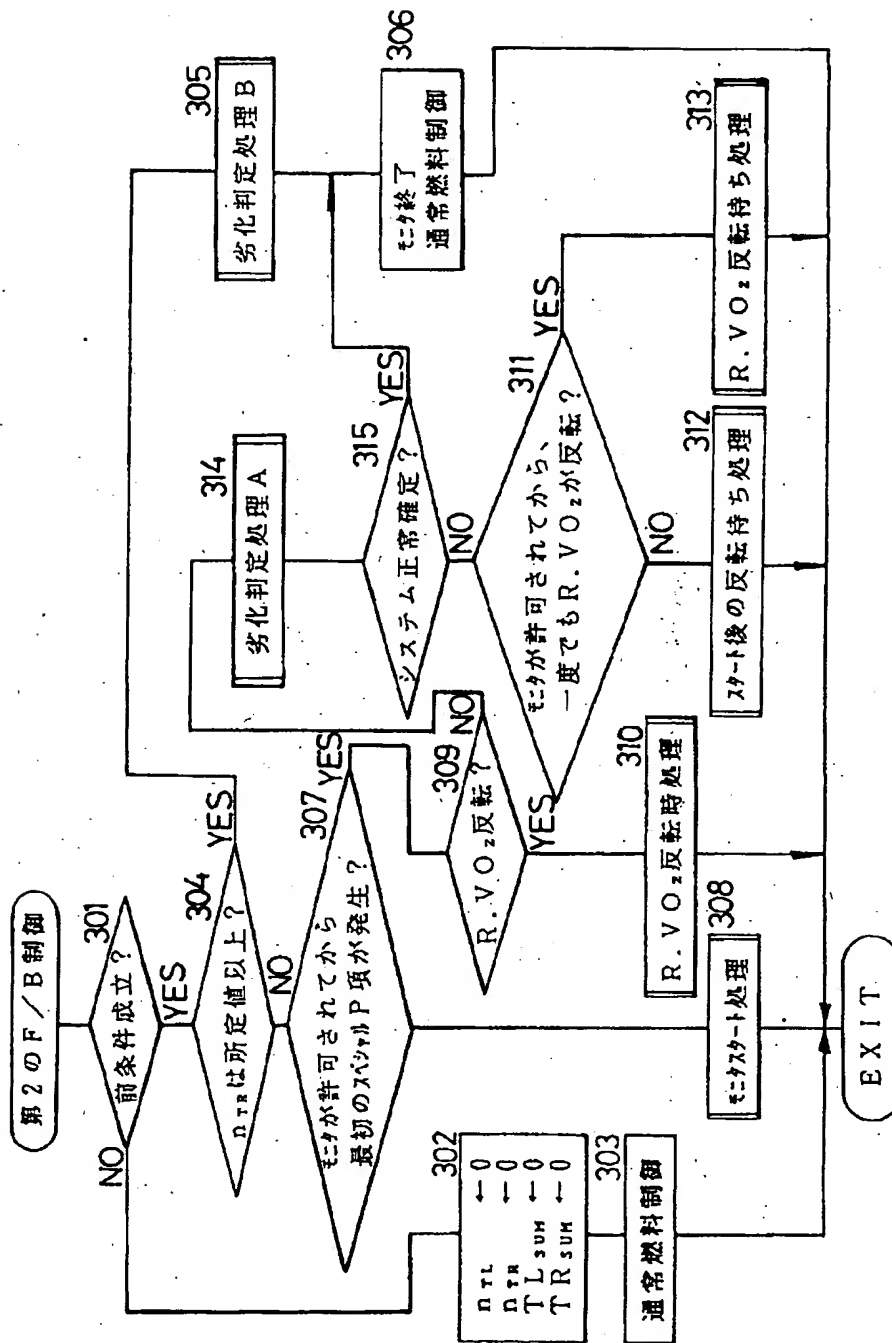 第2のF/B制御
301
前条件成立?
NO
YES
304
nTRは所定値以上?
YES
NO
307
モニタが許可されてから
最初のスペシャルP項が発生?
YES
302
nTL ←0
nTR ←0
TLSUM ←0
TRSUM ←0
303
通常燃料制御
308
モニタスタート処理
309
R.VO₂反転?
NO
YES
310
R.VO₂反転時処理
314
劣化判定処理A
315
システム正常確定?
YES
NO
311
モニタが許可されてから、
一度でもR.VO₂が反転?
YES
NO
312
スタート後の反転待ち処理
313
R.VO₂反転待ち処理
305
劣化判定処理B
306
モニタ終了
通常燃料制御
EXIT